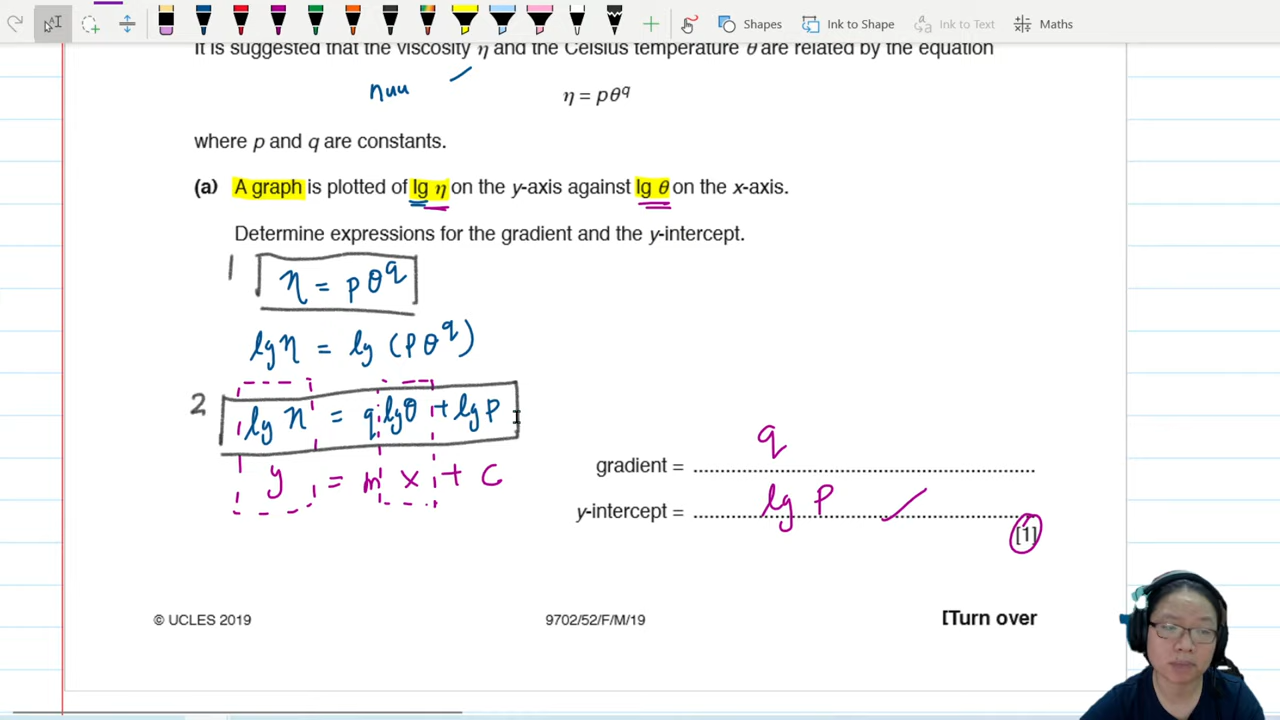 Shapes
Ink to Shape
Ink to Text
Maths
It is suggested that the viscosity η and the Celsius temperature θ are related by the equation
nuu
η = pθ^q
where p and q are constants.
(a) A graph is plotted of lg η on the y-axis against lg θ on the x-axis.
Determine expressions for the gradient and the y-intercept.
1 η = pθ^q
lg η = lg (pθ^q)
2 lg η = q lg θ + lg p
y = m x + c
q
gradient = ........................................................
lg p
y-intercept = ........................................................
[1]
© UCLES 2019
9702/52/F/M/19
[Turn over